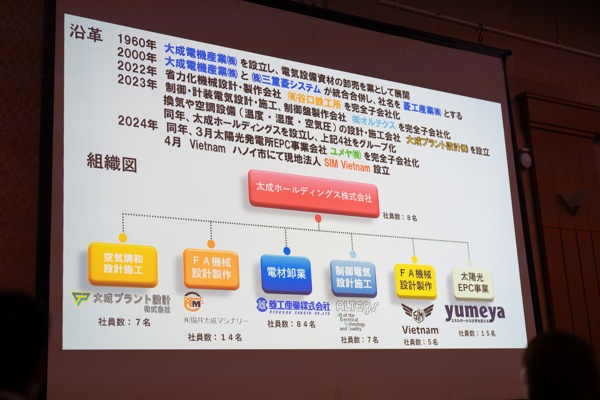 沿革
1960年 大成電機産業㈱を設立し、電気設備資材の卸売を業として展開
2000年 大成電機産業㈱と㈱三重菱システムが統合合併し、社名を菱工産業㈱とする
2022年 省力化機械設計・製作会社 ㈲谷口鉄工所を完全子会社化
2023年 制御・計装電気設計・施工、制御盤製作会社 ㈱オルテクスを完全子会社化
換気や空調設備（温度・湿度・空気圧）の設計・施工会社 大成プラント設計㈱を設立
同年、太成ホールディングスを設立し、上記4社をグループ化
2024年 同年、3月太陽光発電所EPC事業会社 ユメヤ㈱を完全子会社化
4月 Vietnam ハノイ市にて現地法人 SIM Vietnam 設立
組織図
太成ホールディングス株式会社
社員数：8名
空気調和
設計施工
大成プラント設計
株式会社
社員数：7名
ＦＡ機械
設計製作
㈱福井太成マシナリー
社員数：14名
電材卸業
菱工産業株式会社
RYOUKOU SANGYO CO.,LTD
社員数：84名
制御電気
設計施工
ALTEQS
All of the Electrical
Technology
and Quality
社員数：7名
ＦＡ機械
設計製作
SIM
Vietnam
社員数：5名
太陽光
EPC事業
yumeya
社員数：15名